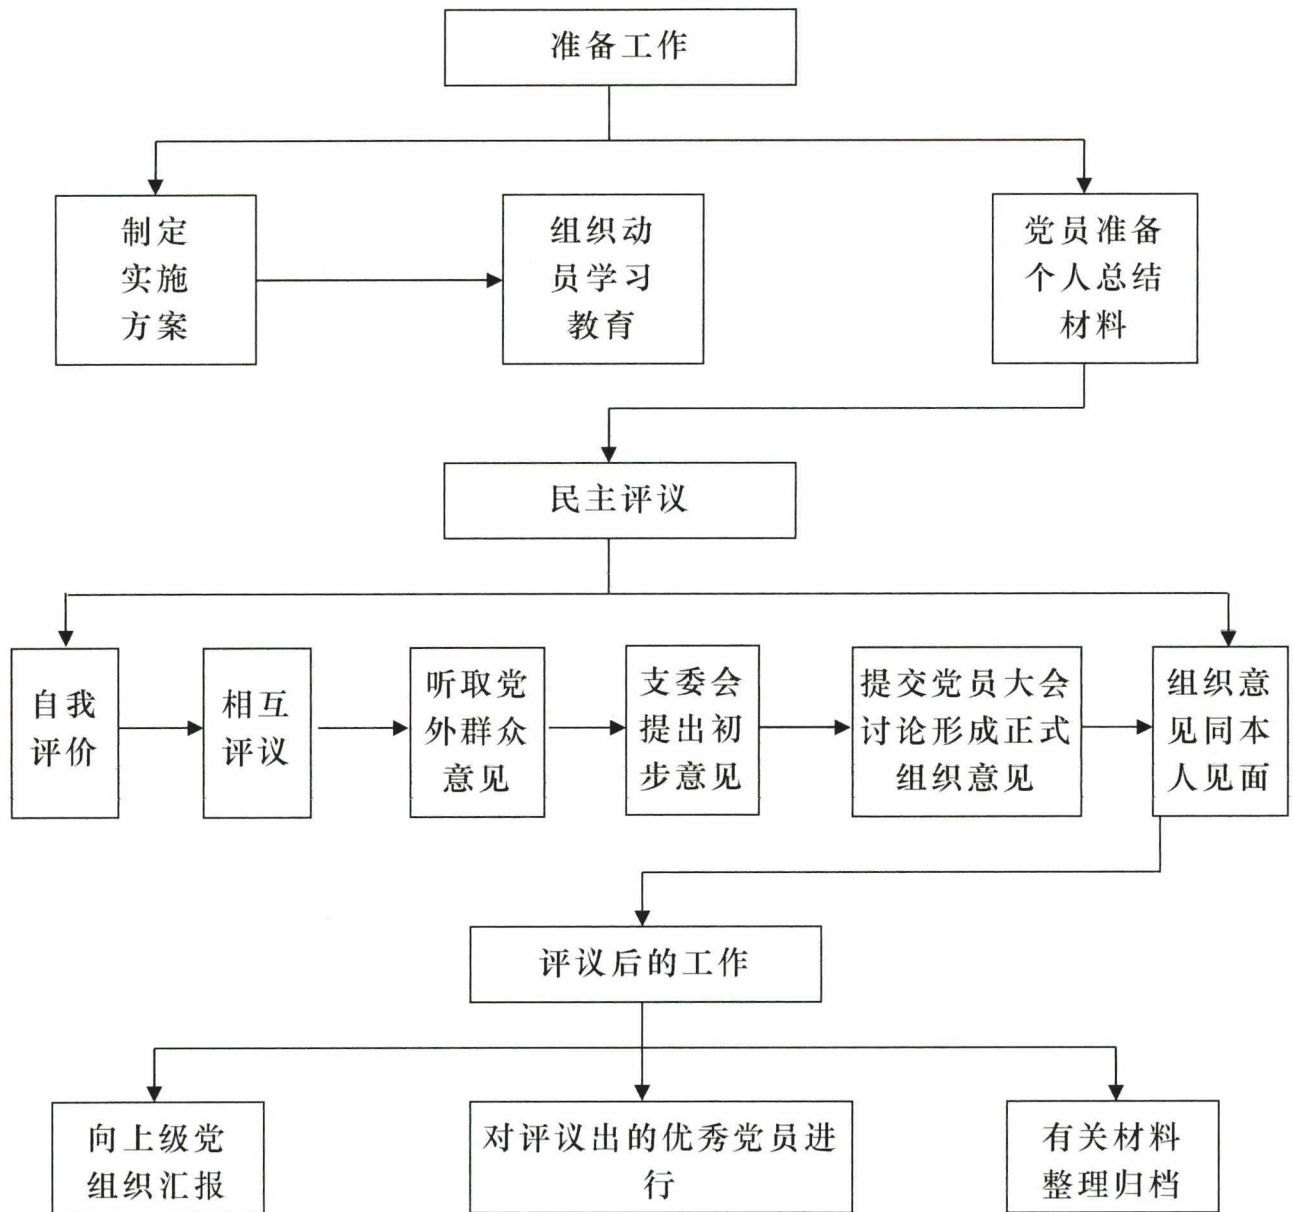 准备工作
制定
实施
方案
组织动
员学习
教育
党员准备
个人总结
材料
民主评议
自我
评价
相互
评议
听取党
外群众
意见
支委会
提出初
步意见
提交党员大会
讨论形成正式
组织意见
组织意
见同本
人见面
评议后的工作
向上级党
组织汇报
对评议出的优秀党员进
行
有关材料
整理归档